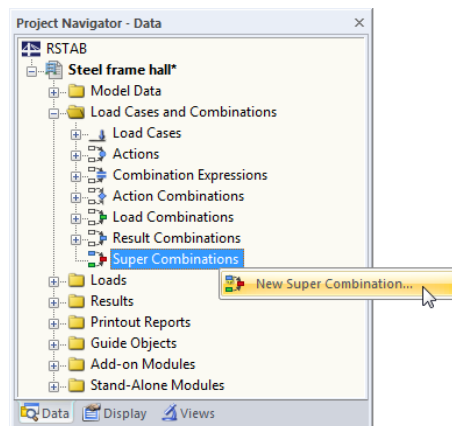 Project Navigator - Data
RSTAB
Steel frame hall*
Model Data
Load Cases and Combinations
Load Cases
Actions
Combination Expressions
Action Combinations
Load Combinations
Result Combinations
Super Combinations
New Super Combination...
Loads
Results
Printout Reports
Guide Objects
Add-on Modules
Stand-Alone Modules
Data Display Views